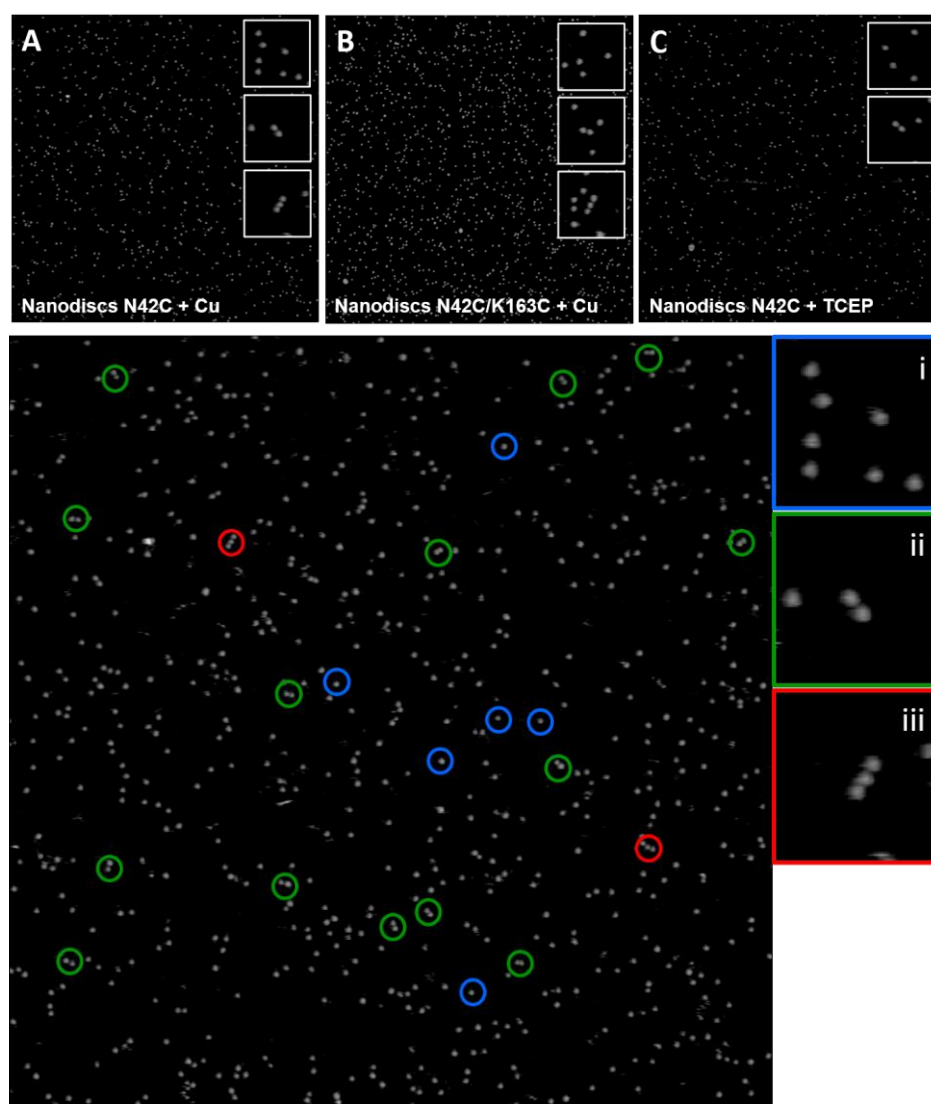 A
B
C
Nanodiscs N42C + Cu
Nanodiscs N42C/K163C + Cu
Nanodiscs N42C + TCEP
i
ii
iii